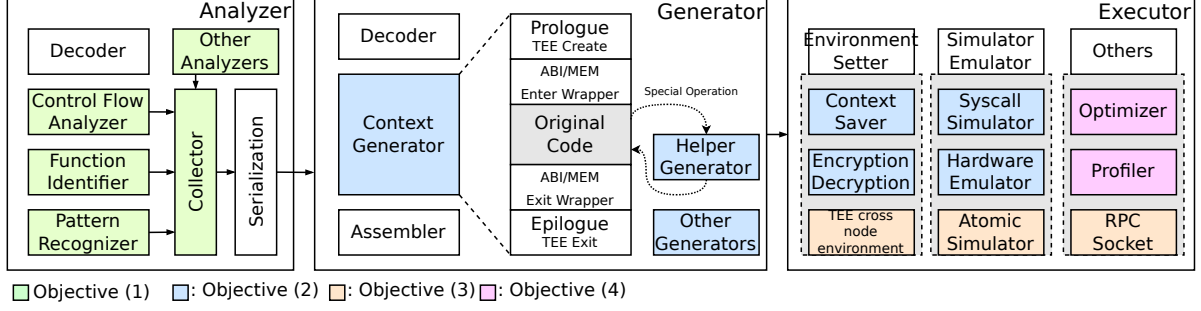 Analyzer
Decoder
Other
Analyzers
Control Flow
Analyzer
Function
Identifier
Pattern
Recognizer
Collector
Serialization
Generator
Decoder
Context
Generator
Assembler
Prologue
TEE Create
ABI/MEM
Enter Wrapper
Original
Code
ABI/MEM
Exit Wrapper
Epilogue
TEE Exit
Special Operation
Helper
Generator
Other
Generators
Executor
Environment
Setter
Context
Saver
Encryption
Decryption
TEE cross
node
environment
Simulator
Emulator
Syscall
Simulator
Hardware
Emulator
Atomic
Simulator
Others
Optimizer
Profiler
RPC
Socket
Objective (1)
: Objective (2)
: Objective (3)
: Objective (4)